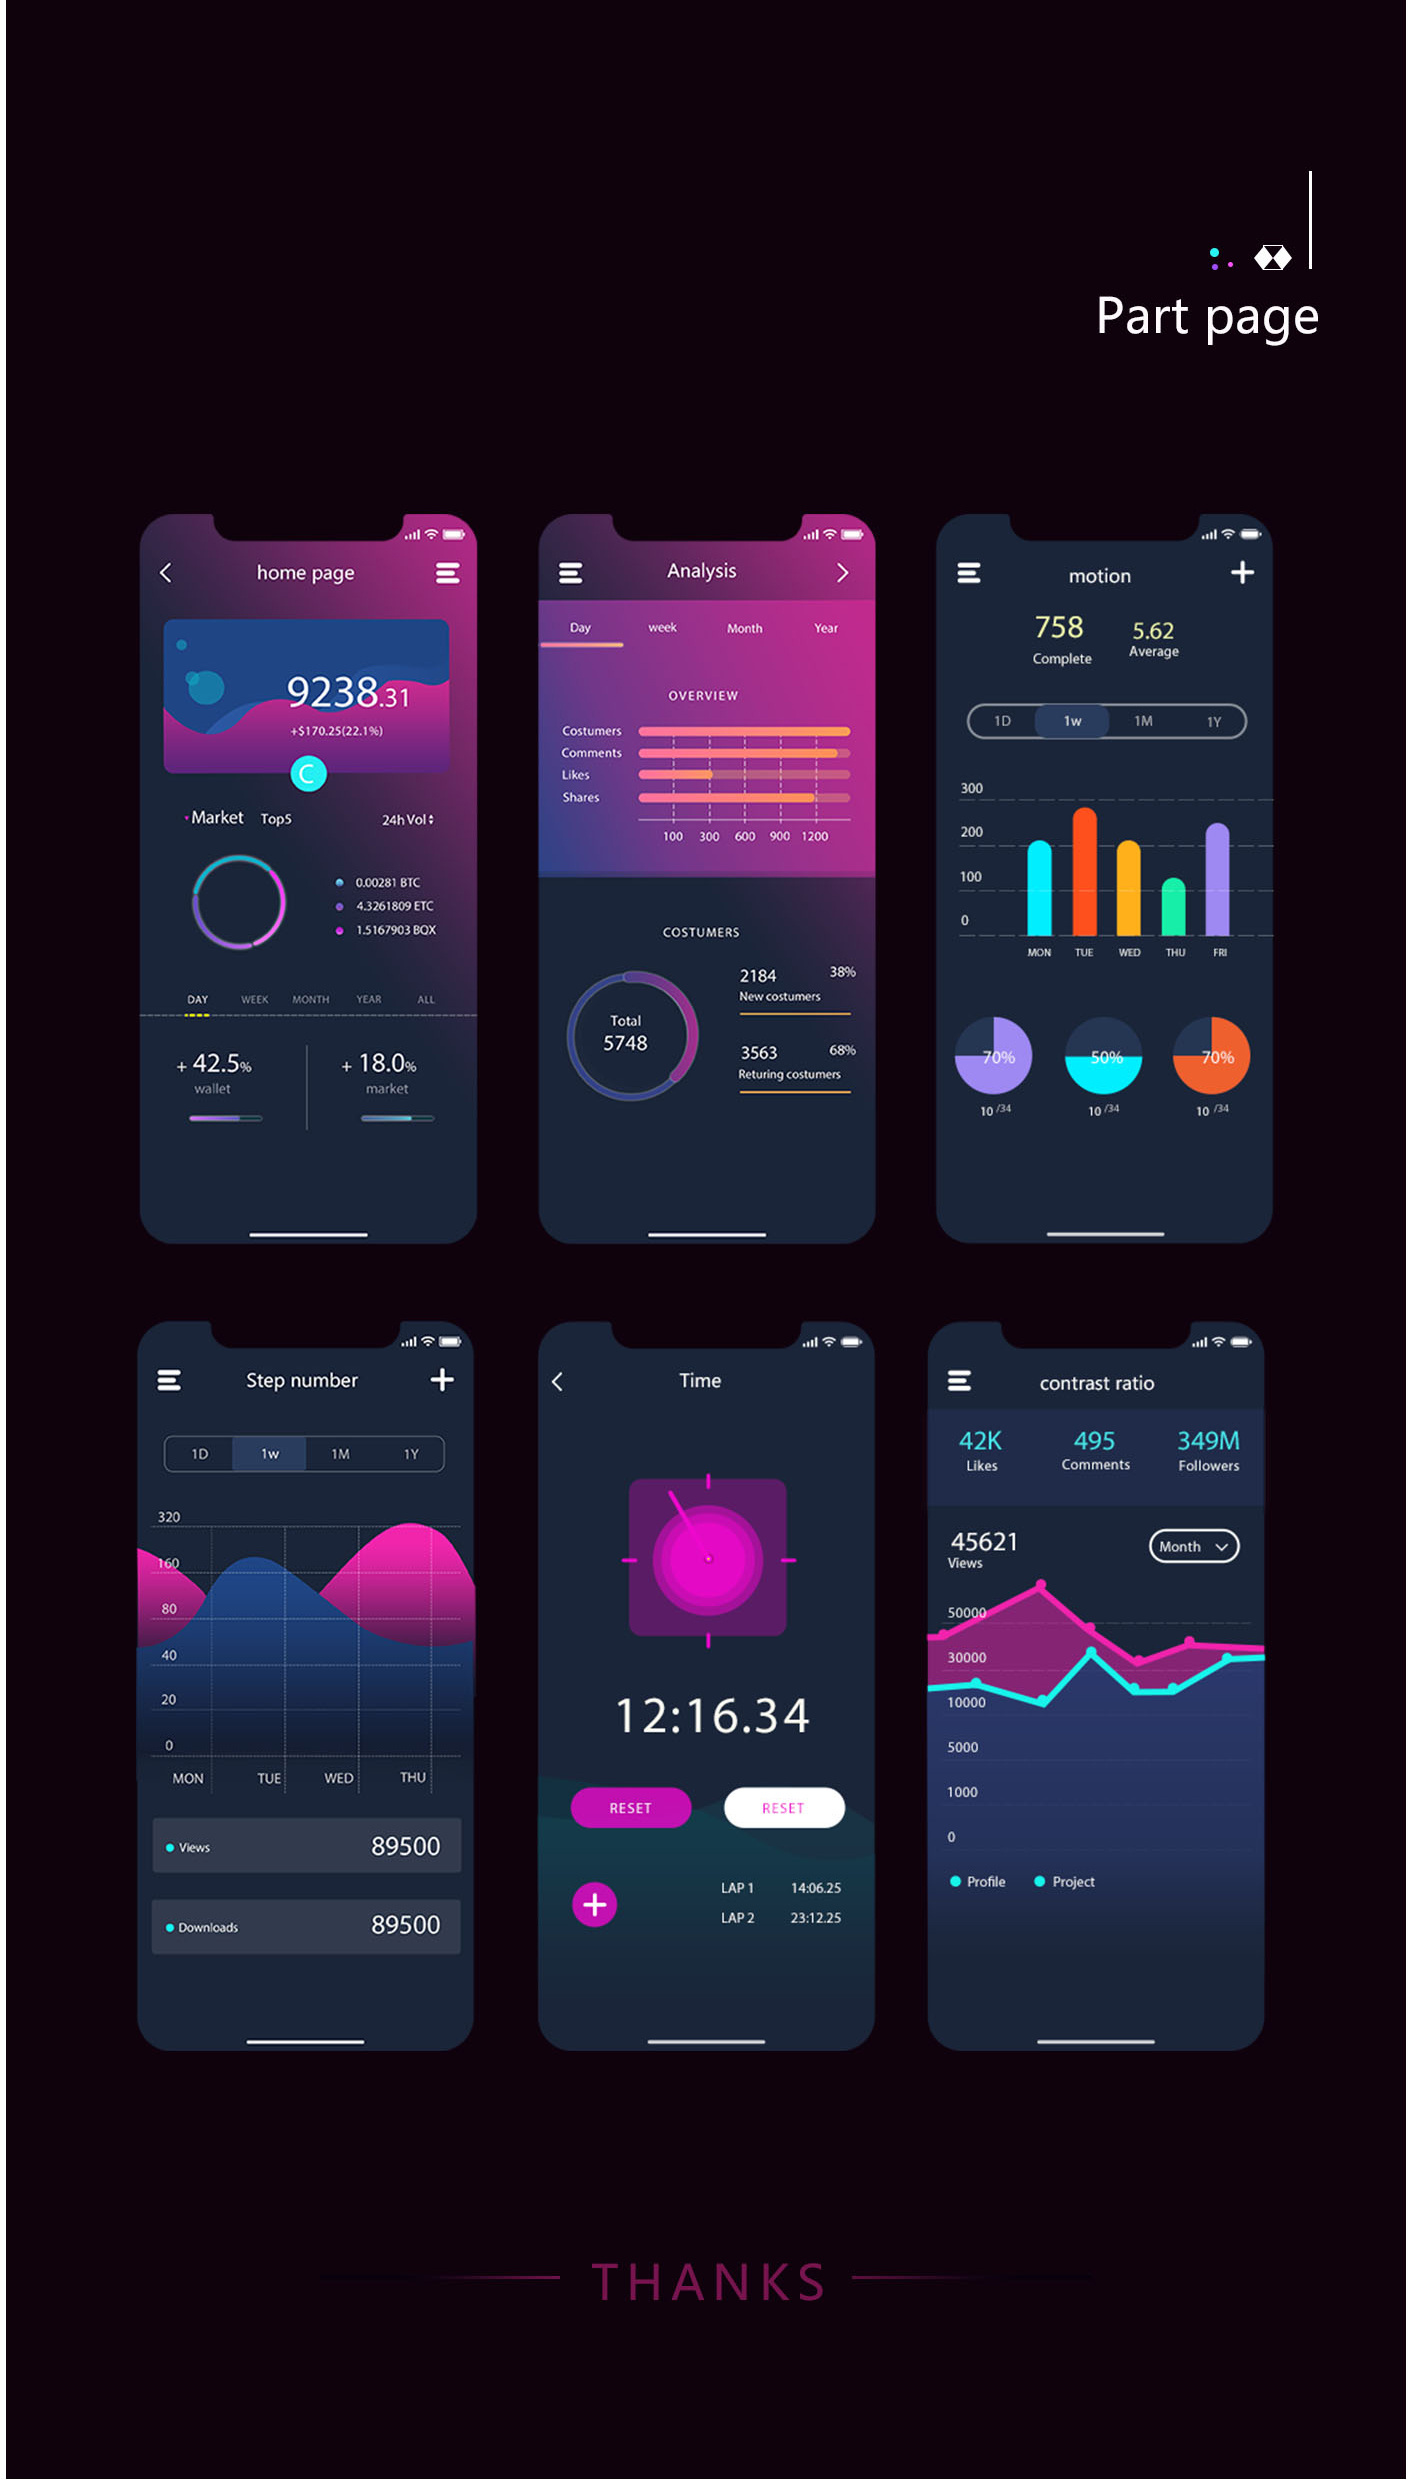 Part page
home page
9238.31
+$170.25(22.1%)
C
Market Top5 24h Vol
0.00281 BTC
4.3261809 ETC
1.5167903 BQX
DAY WEEK MONTH YEAR ALL
+ 42.5% + 18.0%
wallet market
Analysis
Day week Month Year
OVERVIEW
Costumers
Comments
Likes
Shares
100 300 600 900 1200
COSTUMERS
Total
5748
2184 38%
New costumers
3563 68%
Returing costumers
motion
758 5.62
Complete Average
1D 1w 1M 1Y
300
200
100
0
MON TUE WED THU FRI
70% 50% 70%
10 /34 10 /34 10 /34
Step number
1D 1w 1M 1Y
320
160
80
40
20
0
MON TUE WED THU
Views 89500
Downloads 89500
Time
12:16.34
RESET RESET
LAP 1 14:06.25
LAP 2 23:12.25
contrast ratio
42K 495 349M
Likes Comments Followers
45621
Views
Month
50000
30000
10000
5000
1000
0
Profile Project
THANKS